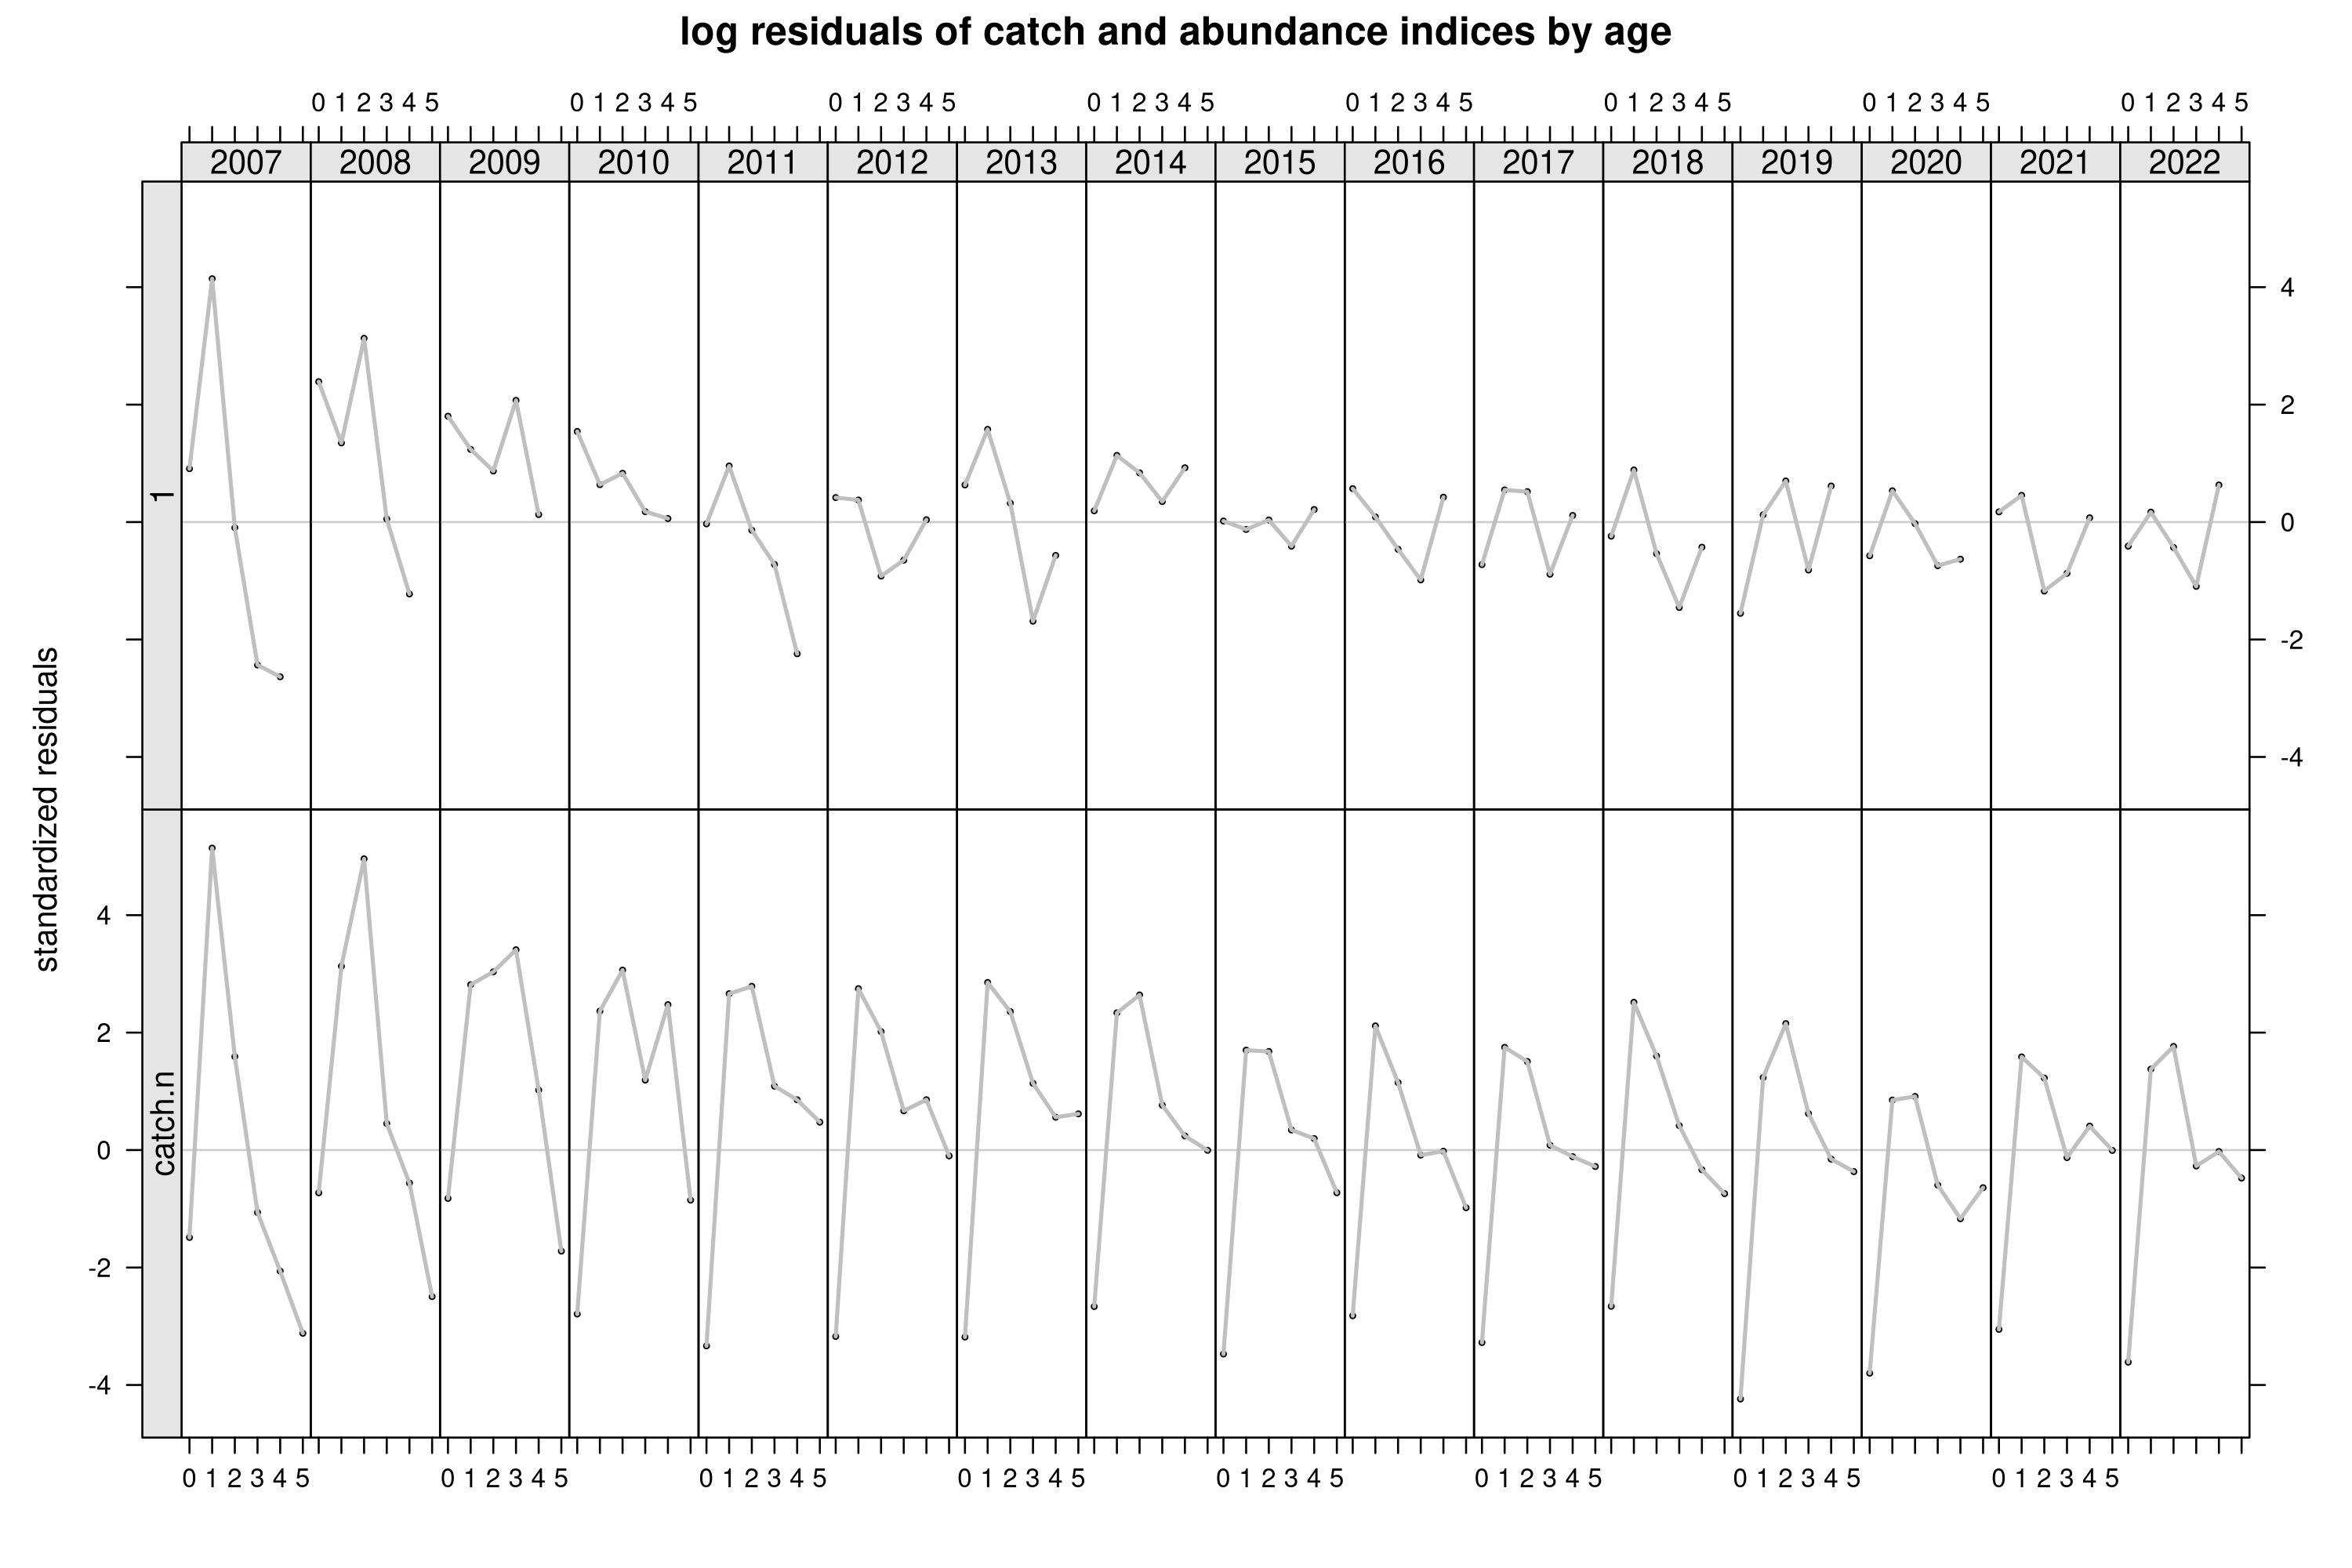 log residuals of catch and abundance indices by age
0 1 2 3 4 5 0 1 2 3 4 5 0 1 2 3 4 5 0 1 2 3 4 5 0 1 2 3 4 5 0 1 2 3 4 5 0 1 2 3 4 5 0 1 2 3 4 5
2007 2008 2009 2010 2011 2012 2013 2014 2015 2016 2017 2018 2019 2020 2021 2022
1
4
2
0
-2
-4
standardized residuals
catch.n
4
2
0
-2
-4
0 1 2 3 4 5 0 1 2 3 4 5 0 1 2 3 4 5 0 1 2 3 4 5 0 1 2 3 4 5 0 1 2 3 4 5 0 1 2 3 4 5 0 1 2 3 4 5